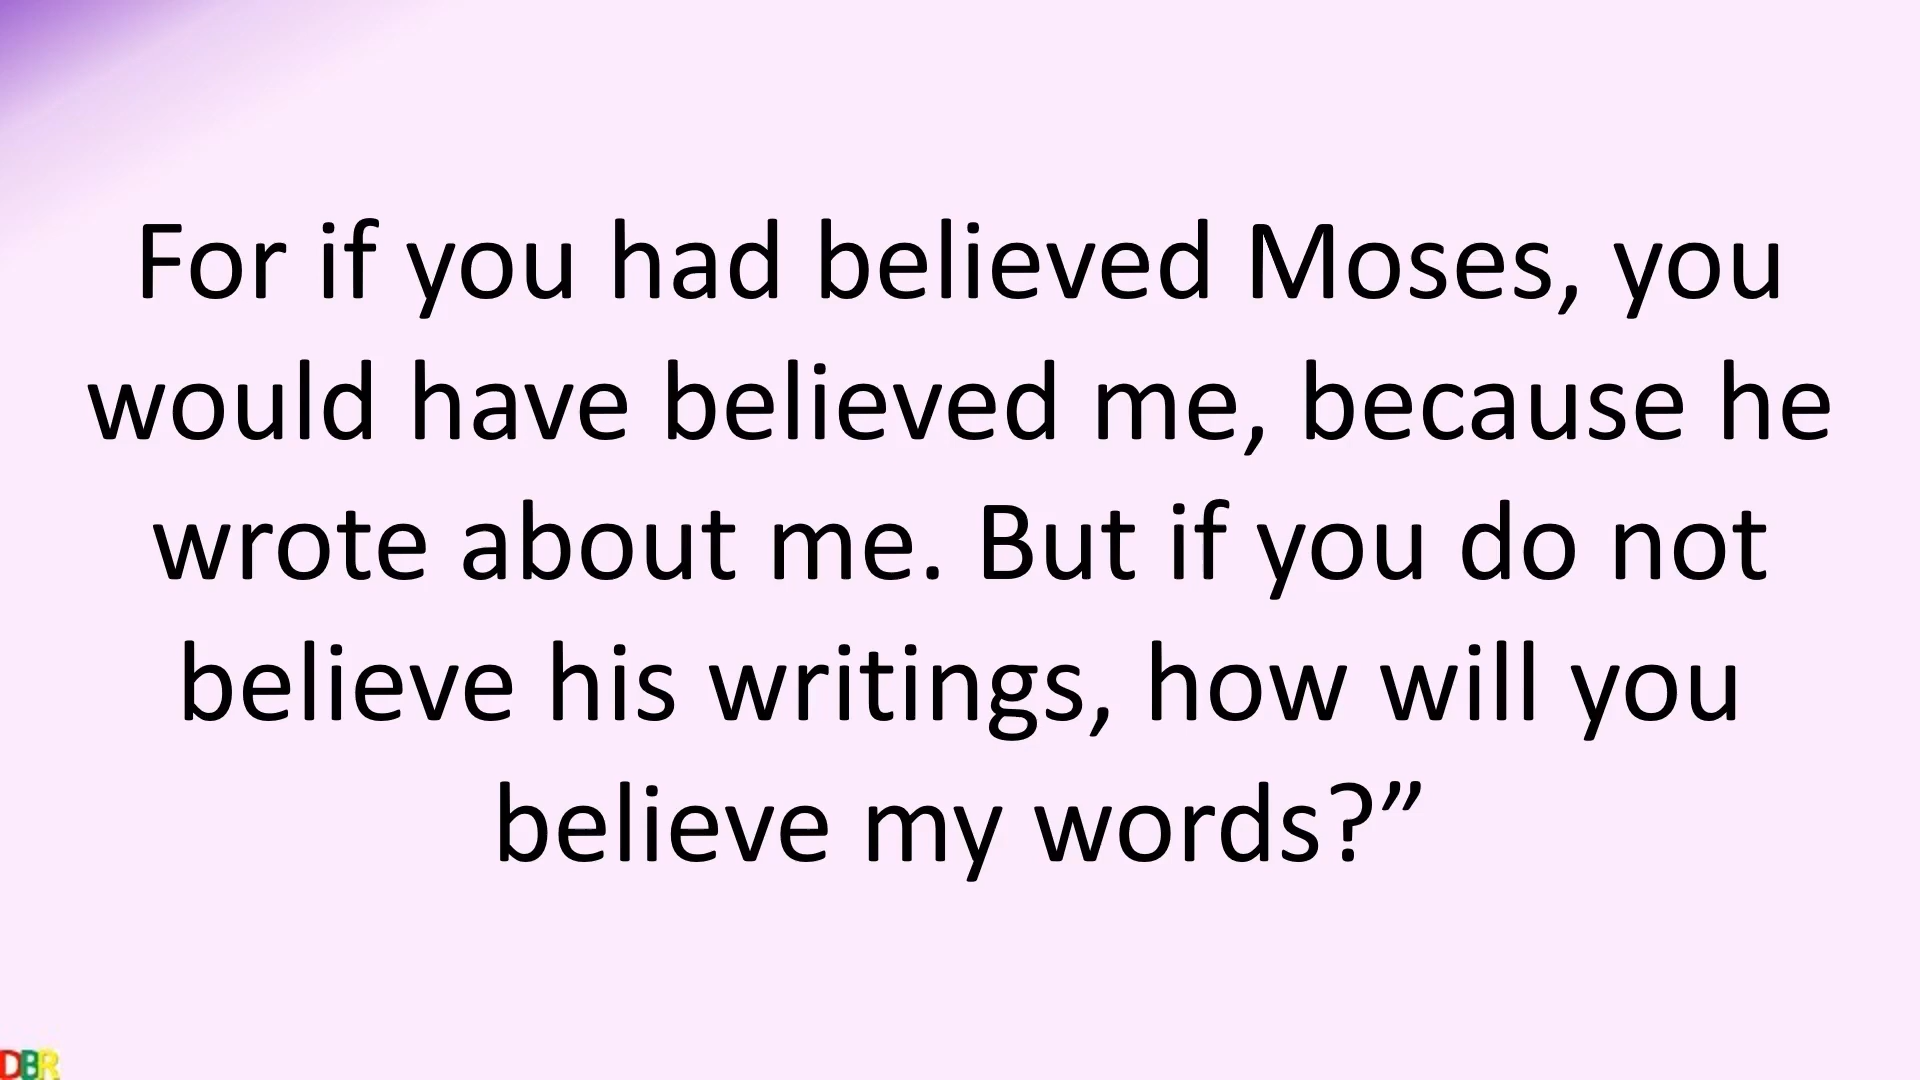 For if you had believed Moses, you
would have believed me, because he
wrote about me. But if you do not
believe his writings, how will you
believe my words?”
DBR